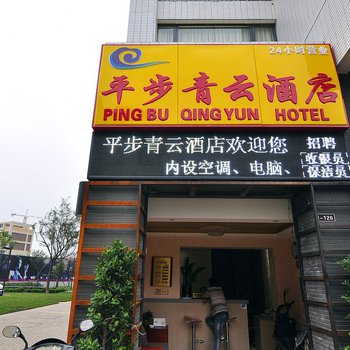 24小时营业
平步青云酒店
PING BU QING YUN HOTEL
平步青云酒店欢迎您 招聘
[收银员]
内设空调、电脑、
[保洁员]